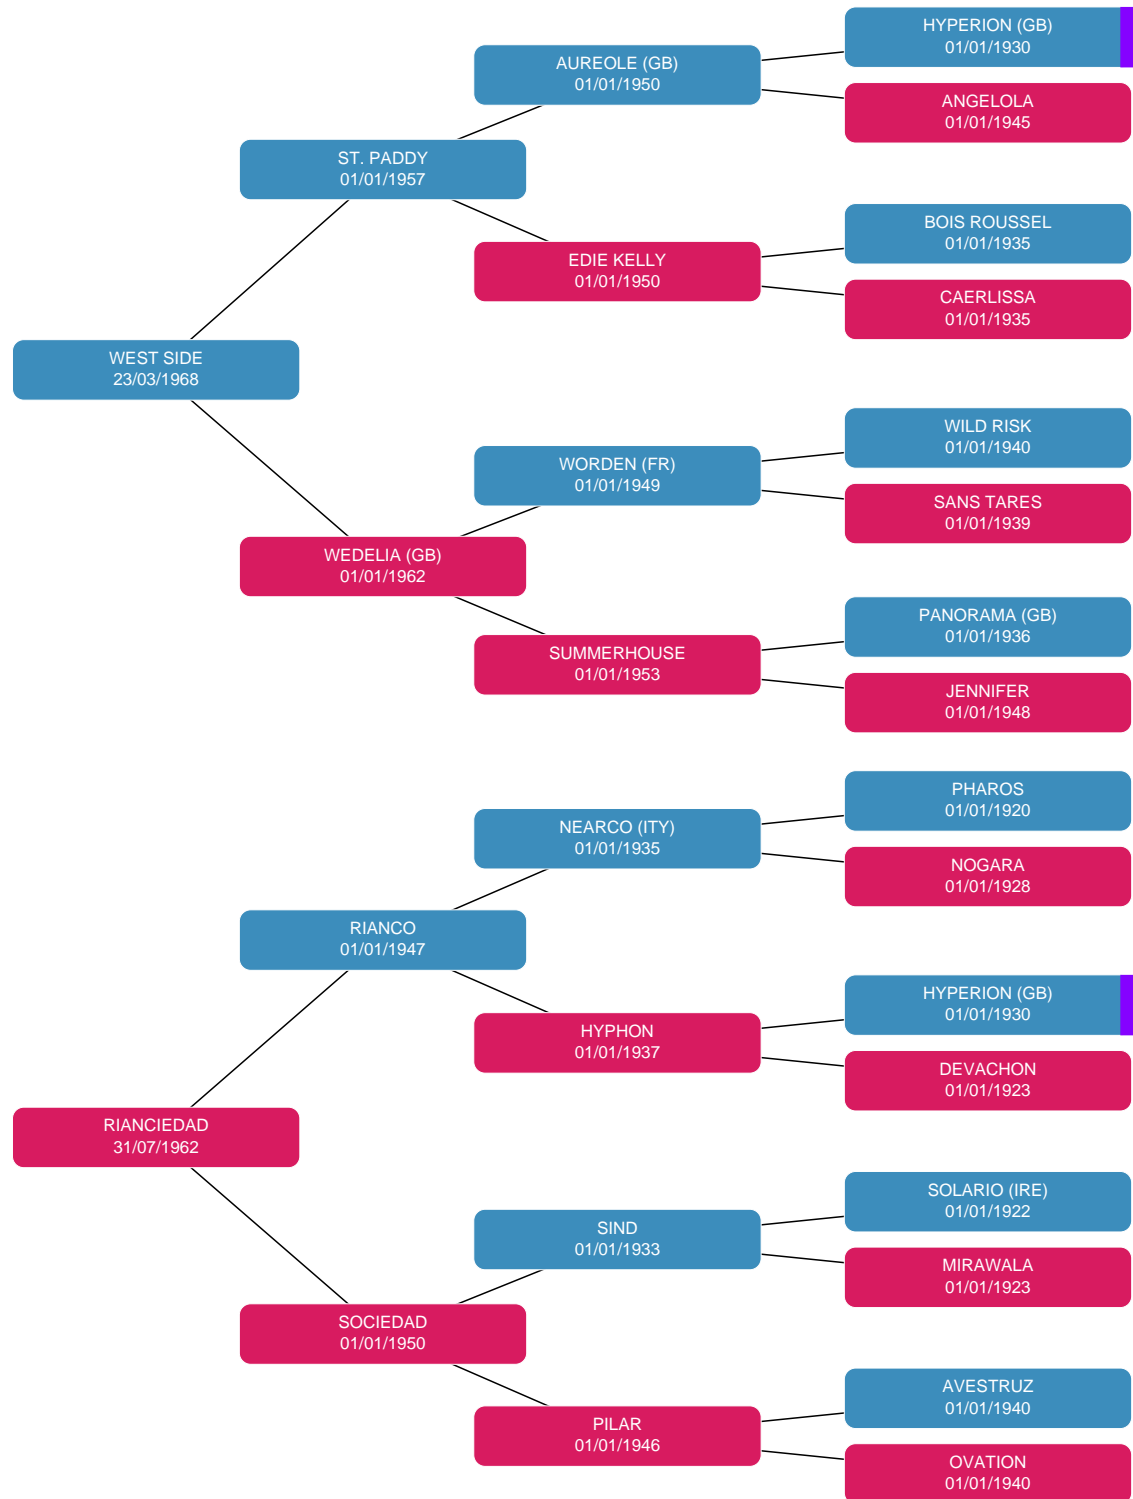 HYPERION (GB)
01/01/1930
AUREOLE (GB)
01/01/1950
ANGELOLA
01/01/1945
ST. PADDY
01/01/1957
BOIS ROUSSEL
01/01/1935
EDIE KELLY
01/01/1950
CAERLISSA
01/01/1935
WEST SIDE
23/03/1968
WILD RISK
01/01/1940
WORDEN (FR)
01/01/1949
SANS TARES
01/01/1939
WEDELIA (GB)
01/01/1962
PANORAMA (GB)
01/01/1936
SUMMERHOUSE
01/01/1953
JENNIFER
01/01/1948
PHAROS
01/01/1920
NEARCO (ITY)
01/01/1935
NOGARA
01/01/1928
RIANCO
01/01/1947
HYPERION (GB)
01/01/1930
HYPHON
01/01/1937
DEVACHON
01/01/1923
RIANCIEDAD
31/07/1962
SOLARIO (IRE)
01/01/1922
SIND
01/01/1933
MIRAWALA
01/01/1923
SOCIEDAD
01/01/1950
AVESTRUZ
01/01/1940
PILAR
01/01/1946
OVATION
01/01/1940